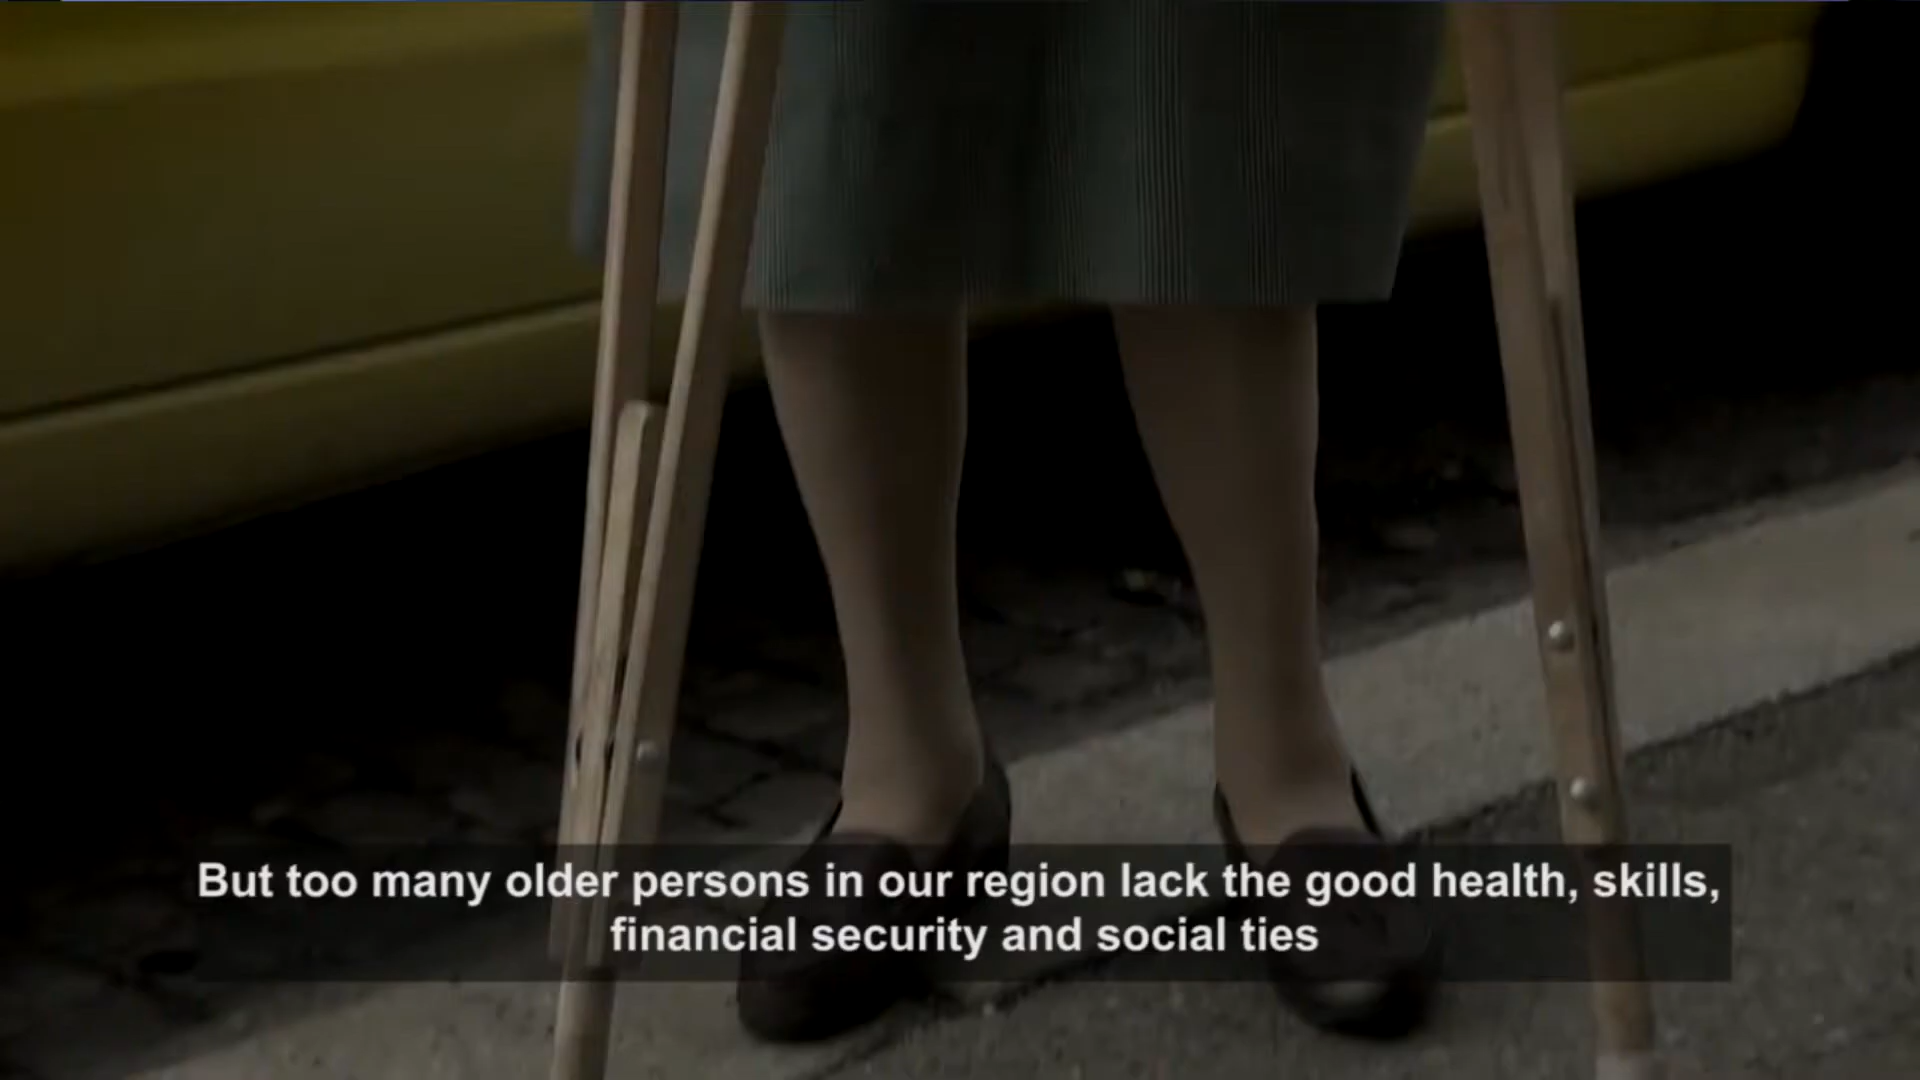 But too many older persons in our region lack the good health, skills,
financial security and social ties